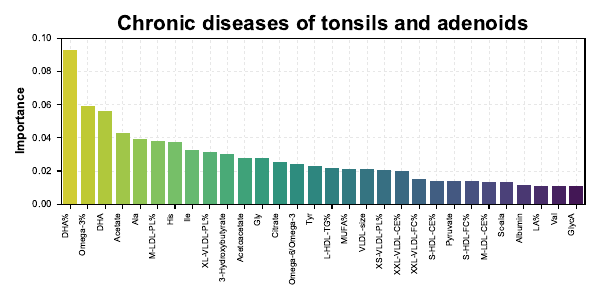 Chronic diseases of tonsils and adenoids
Importance
0.10
0.08
0.06
0.04
0.02
0.00
DHA%
Omega-3%
DHA
Acetate
Ala
M-LDL-PL%
His
Ile
XL-VLDL-PL%
3-Hydroxybutyrate
Acetoacetate
Gly
Citrate
Omega-6/Omega-3
Tyr
L-HDL-TG%
MUFA%
VLDL-size
XS-VLDL-PL%
XXL-VLDL-CE%
XXL-VLDL-FC%
S-HDL-CE%
Pyruvate
S-HDL-FC%
M-LDL-CE%
Albumin
LA%
Val
GlycA